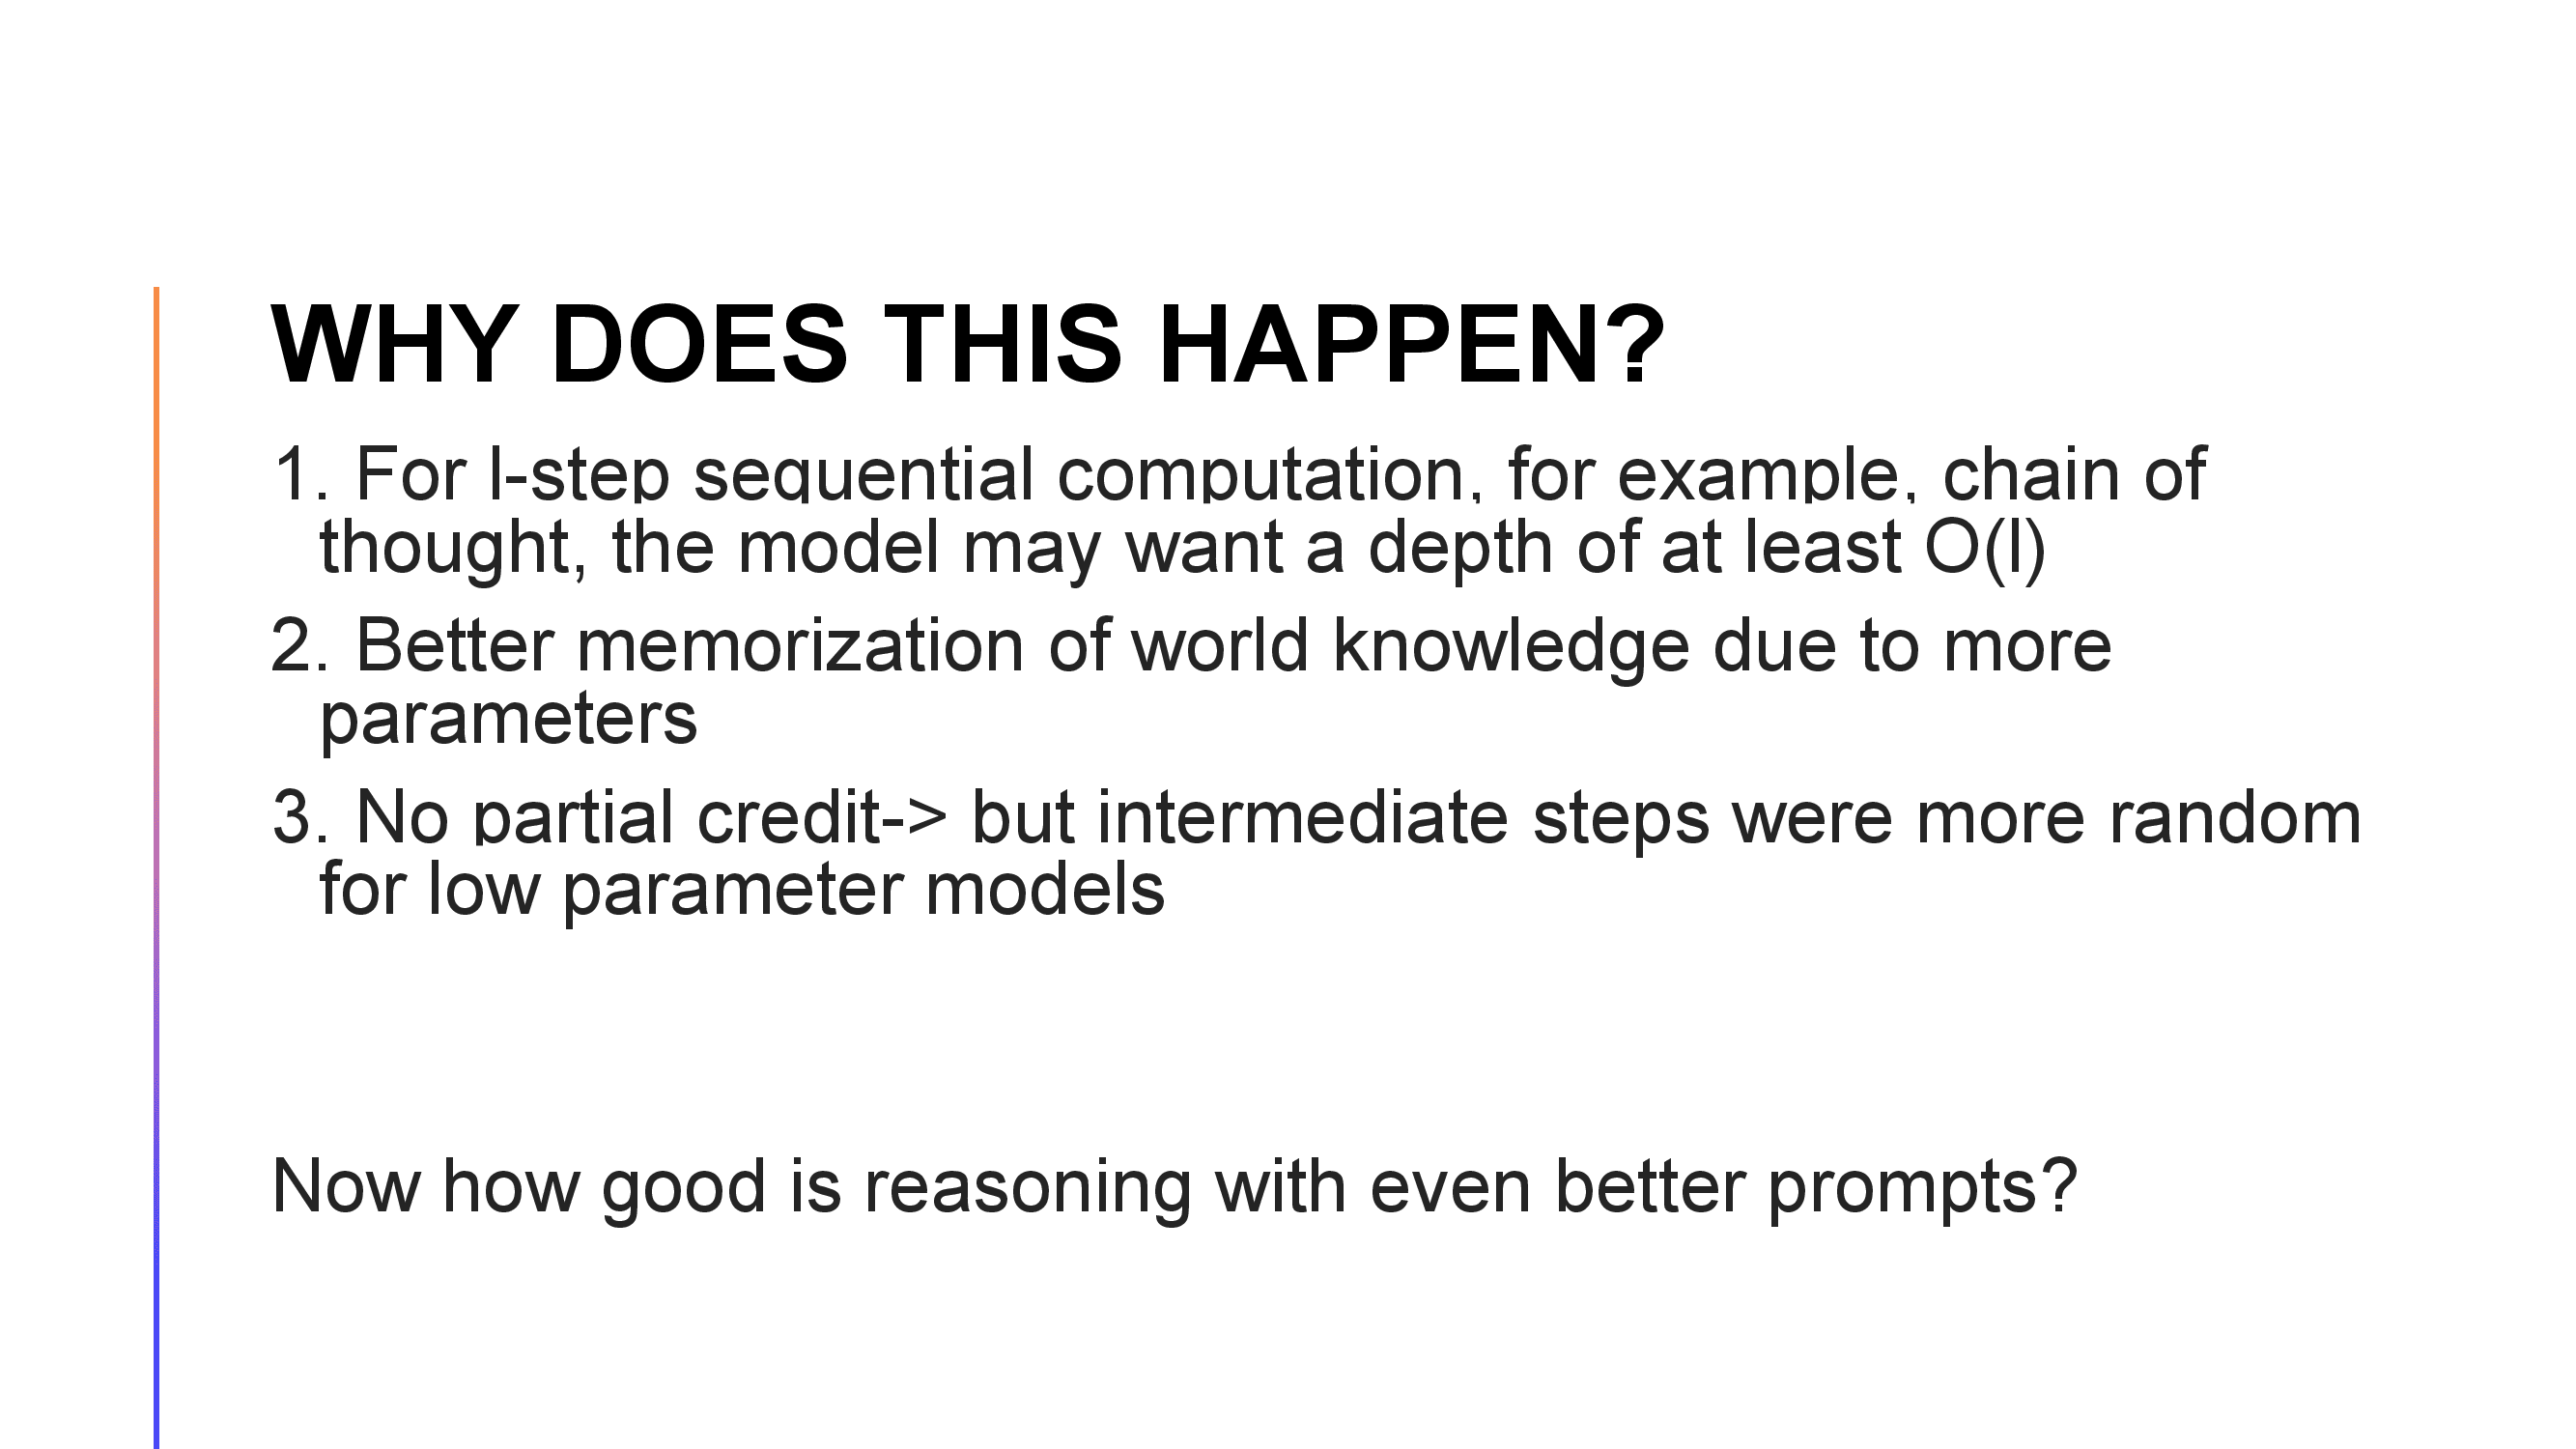 WHY DOES THIS HAPPEN?
1. For l-step sequential computation, for example, chain of
thought, the model may want a depth of at least O(l)
2. Better memorization of world knowledge due to more
parameters
3. No partial credit-> but intermediate steps were more random
for low parameter models
Now how good is reasoning with even better prompts?